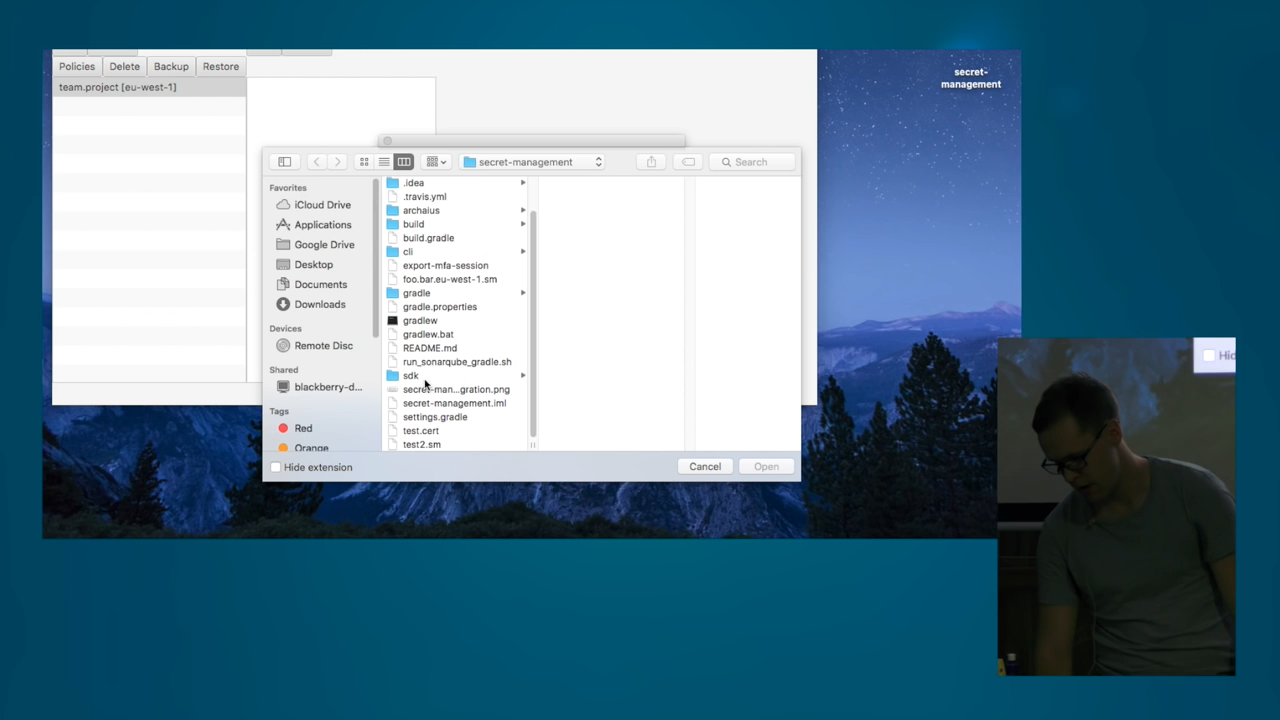 Policies
Delete
Backup
Restore
team.project [eu-west-1]
secret-
management
secret-management
Search
Favorites
iCloud Drive
Applications
Google Drive
Desktop
Documents
Downloads
Devices
Remote Disc
Shared
blackberry-d...
Tags
Red
Orange
.idea
.travis.yml
archaius
build
build.gradle
cli
export-mfa-session
foo.bar.eu-west-1.sm
gradle
gradle.properties
gradlew
gradlew.bat
README.md
run_sonarqube_gradle.sh
sdk
secret-man...gration.png
secret-management.iml
settings.gradle
test.cert
test2.sm
Hide extension
Cancel
Open
Hid